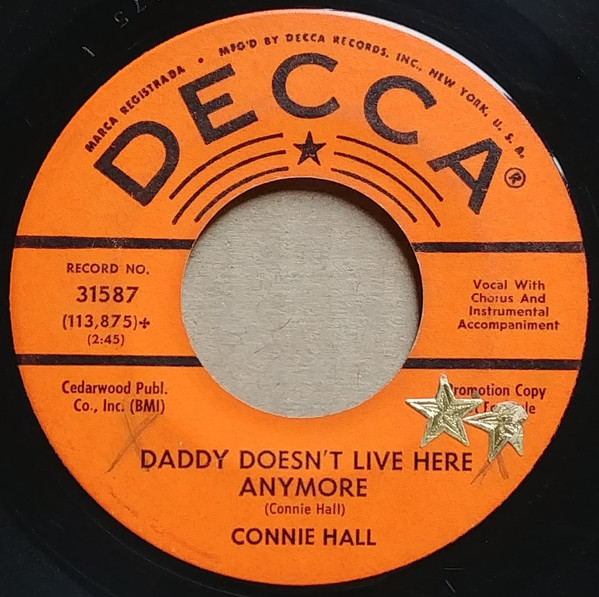 MARCA REGISTRADA • MFG'D BY DECCA RECORDS, INC., NEW YORK, U. S. A.
DECCA®
RECORD NO.
31587
(113,875)+
(2:45)
Vocal With
Chorus And
Instrumental
Accompaniment
Cedarwood Publ.
Co., Inc. (BMI)
Promotion Copy
DADDY DOESN'T LIVE HERE
ANYMORE
(Connie Hall)
CONNIE HALL